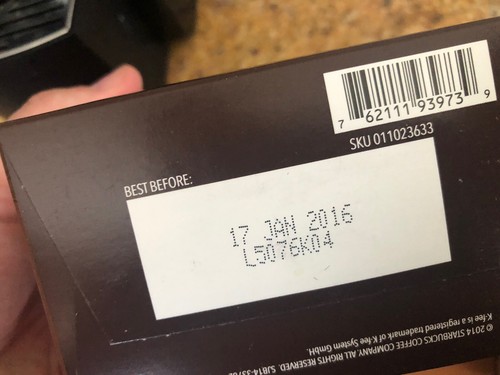 7 62111 93973 9
SKU 011023633
BEST BEFORE:
17 JAN 2016
L5076K04
© 2014 STARBUCKS COFFEE COMPANY. ALL RIGHTS RESERVED.
K-fee is a registered trademark of K-fee System GmbH.